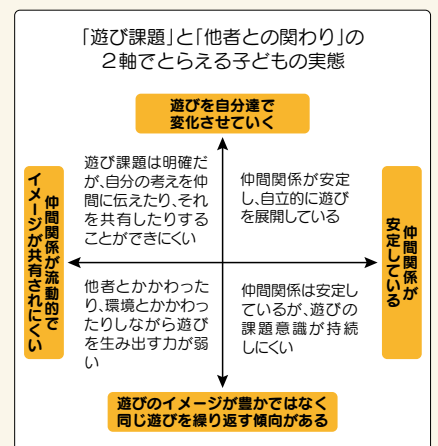 「遊び課題」と「他者との関わり」の
2軸でとらえる子どもの実態
遊びを自分達で
変化させていく
仲間関係が流動的で
イメージが共有されにくい
遊び課題は明確だ
が、自分の考えを仲
間に伝えたり、それ
を共有したりする
ことができにくい
仲間関係が安定
し、自立的に遊び
を展開している
仲間関係が
安定している
他者とかかわった
り、環境とかかわっ
たりしながら遊び
を生み出す力が弱
い
仲間関係は安定し
ているが、遊びの
課題意識が持続
しにくい
遊びのイメージが豊かではなく
同じ遊びを繰り返す傾向がある